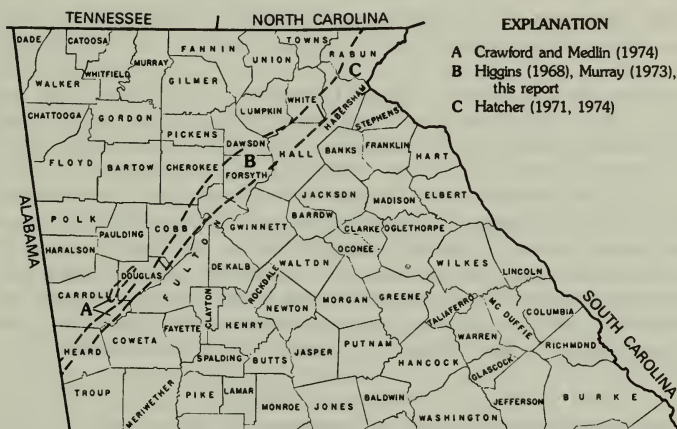 TENNESSEE
NORTH CAROLINA
EXPLANATION
A Crawford and Medlin (1974)
B Higgins (1968), Murray (1973),
this report
C Hatcher (1971, 1974)
DADE
CATOOSA
FANNIN
TOWNS
RABUN
UNION
MURRAY
WHITFIELD
WALKER
GILMER
C
WHITE
HABERSHAM
LUMPKIN
STEPHENS
CHATTOOGA
GORDON
PICKENS
DAWSON
HALL
BANKS
FRANKLIN
HART
FLOYD
BARTOW
CHEROKEE
B
FORSYTH
JACKSON
MADISON
ELBERT
ALABAMA
POLK
PAULDING
COBB
FULTON
GWINNETT
BARROW
CLARKE
OGLETHORPE
OCONEE
HARALSON
DOUGLAS
DE KALB
WALTON
WILKES
LINCOLN
CARROLL
A
CLAYTON
ROCKDALE
NEWTON
MORGAN
GREENE
TALIAFERRO
MC DUFFIE
COLUMBIA
SOUTH CAROLINA
HEARD
COWETA
FAYETTE
HENRY
WARREN
RICHMOND
SPALDING
BUTTS
JASPER
PUTNAM
HANCOCK
GLASCOCK
TROUP
MERIWETHER
PIKE
LAMAR
MONROE
JONES
BALDWIN
WASHINGTON
JEFFERSON
BURKE